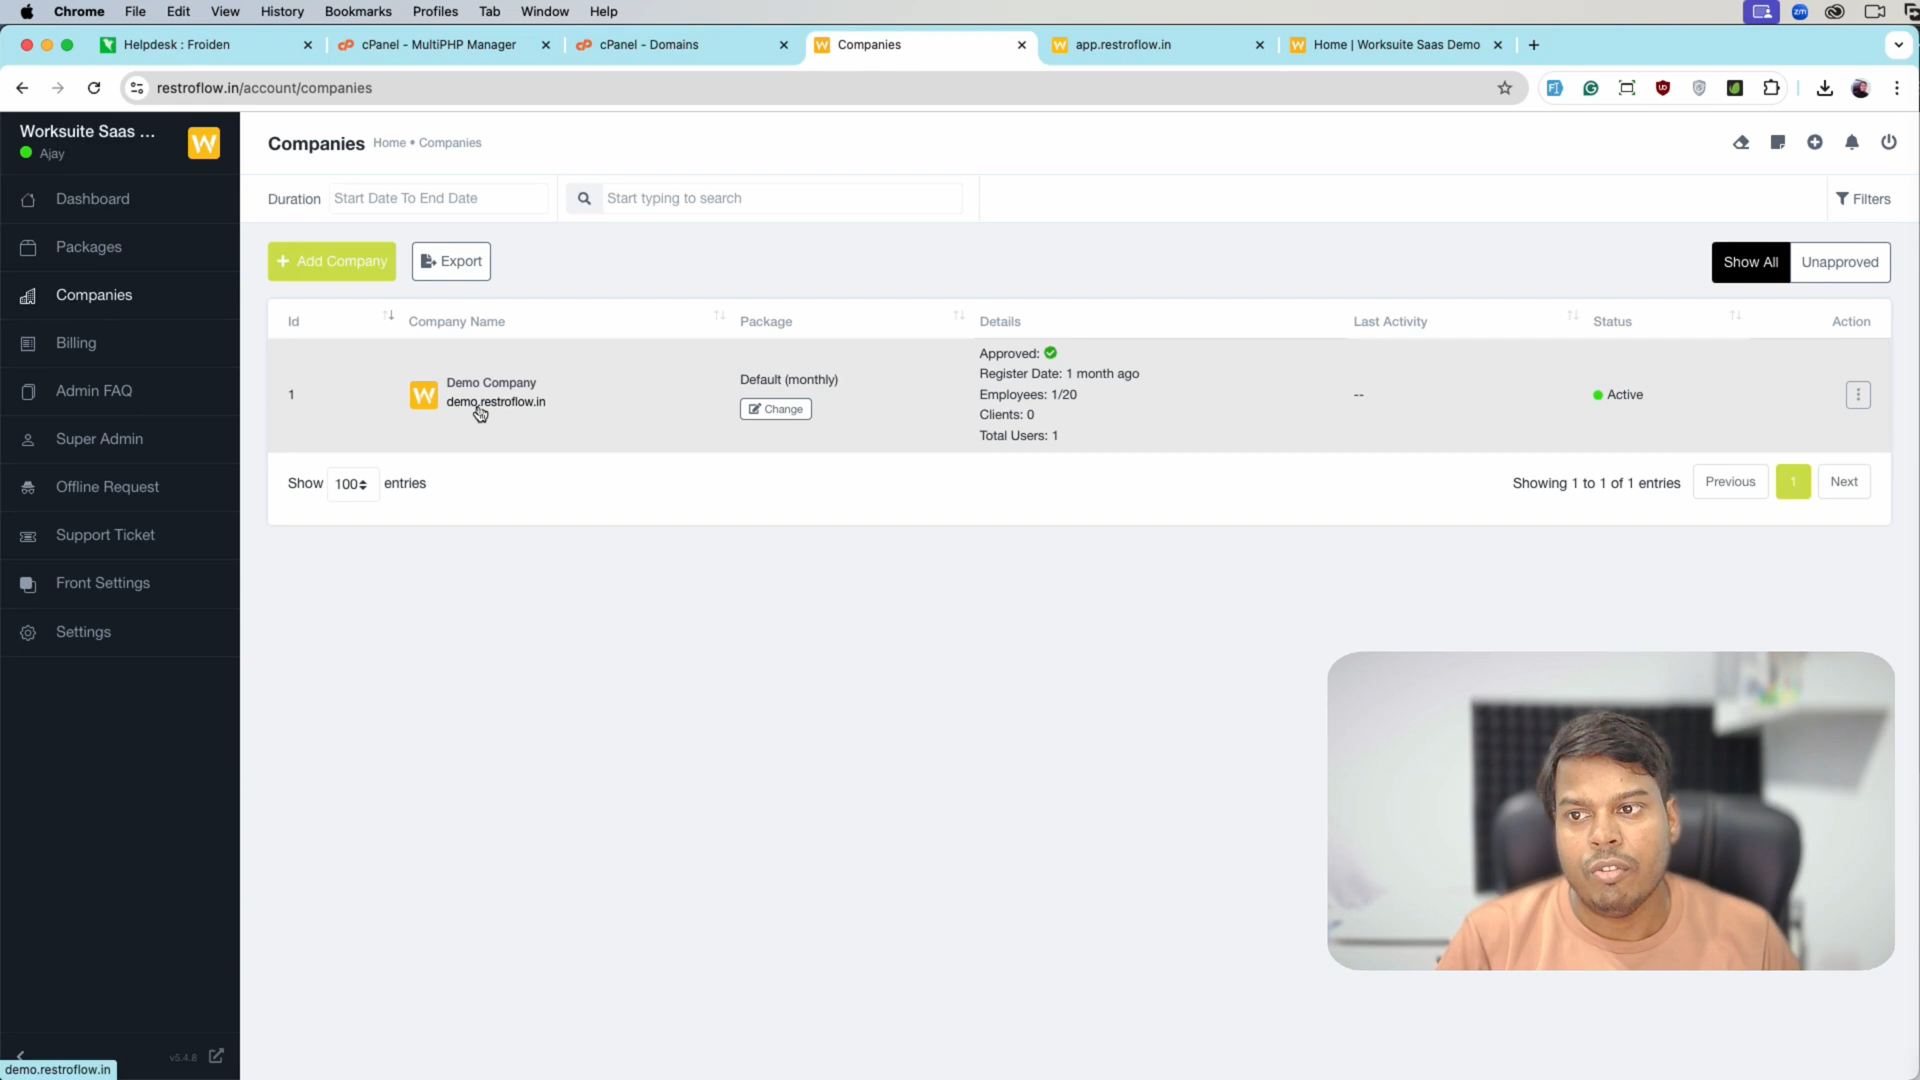 Chrome File Edit View History Bookmarks Profiles Tab Window Help
zm
Helpdesk : Froiden
cPanel - MultiPHP Manager
cPanel - Domains
Companies
app.restroflow.in
Home | Worksuite Saas Demo
restroflow.in/account/companies
Worksuite Saas ...
Ajay
W
Dashboard
Packages
Companies
Billing
Admin FAQ
Super Admin
Offline Request
Support Ticket
Front Settings
Settings
v5.4.8
demo.restroflow.in
Companies Home • Companies
Duration Start Date To End Date Start typing to search Filters
+ Add Company Export Show All Unapproved
Id Company Name Package Details Last Activity Status Action
1
W
Demo Company
demo.restroflow.in
Default (monthly)
Change
Approved:
Register Date: 1 month ago
Employees: 1/20
Clients: 0
Total Users: 1
--
Active
Show 100 entries Showing 1 to 1 of 1 entries Previous 1 Next